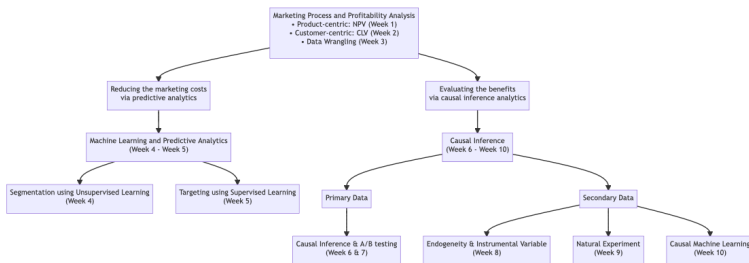 Marketing Process and Profitability Analysis
• Product-centric: NPV (Week 1)
• Customer-centric: CLV (Week 2)
• Data Wrangling (Week 3)
Reducing the marketing costs
via predictive analytics
Evaluating the benefits
via causal inference analytics
Machine Learning and Predictive Analytics
(Week 4 - Week 5)
Causal Inference
(Week 6 - Week 10)
Segmentation using Unsupervised Learning
(Week 4)
Targeting using Supervised Learning
(Week 5)
Primary Data
Secondary Data
Causal Inference & A/B testing
(Week 6 & 7)
Endogeneity & Instrumental Variable
(Week 8)
Natural Experiment
(Week 9)
Causal Machine Learning
(Week 10)